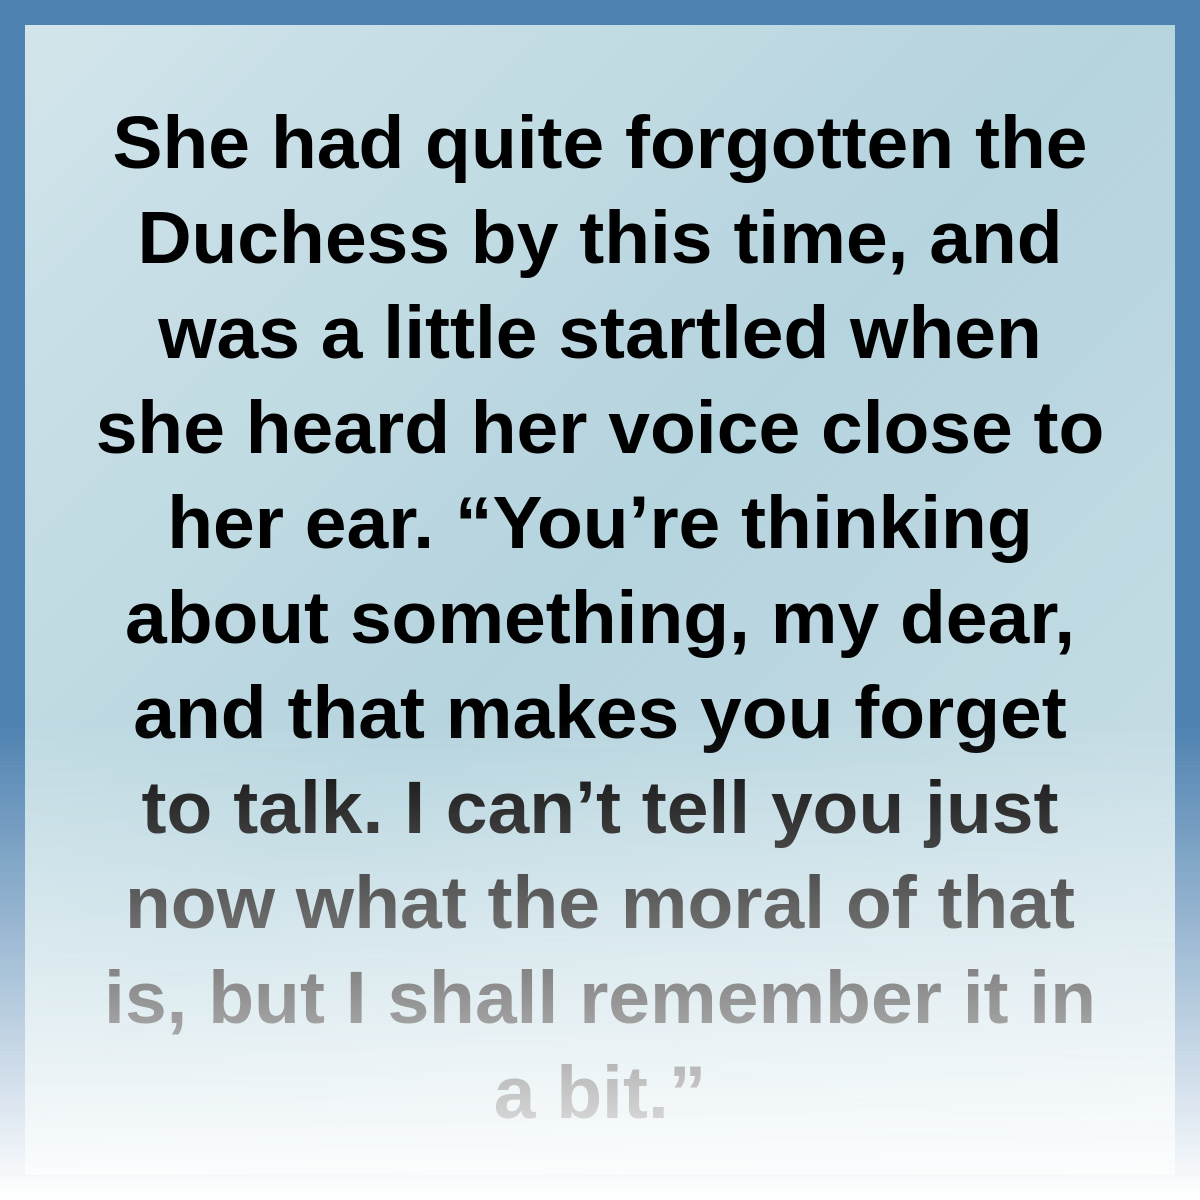 She had quite forgotten the
Duchess by this time, and
was a little startled when
she heard her voice close to
her ear. “You’re thinking
about something, my dear,
and that makes you forget
to talk. I can’t tell you just
now what the moral of that
is, but I shall remember it in
a bit.”